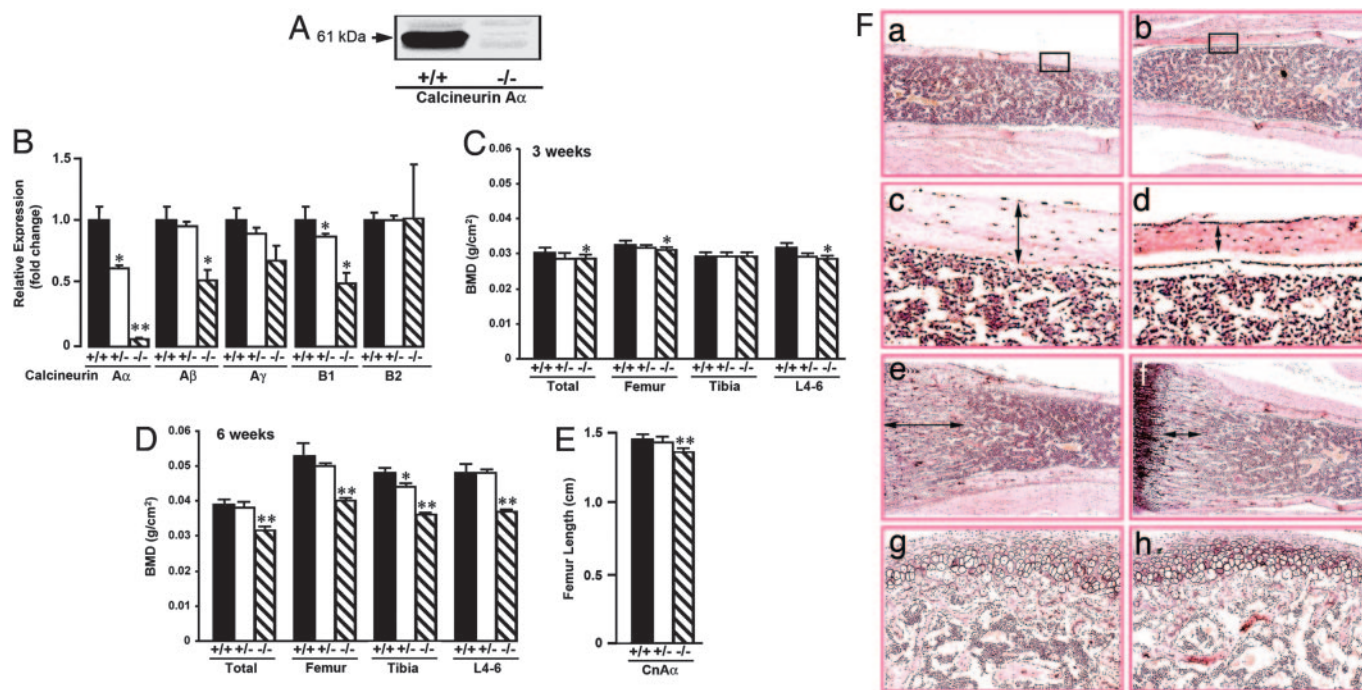 A
61 kDa
+/+ -/-
Calcineurin Aα
B
Relative Expression
(fold change)
1.5
1.0
0.5
0
* ** * * *
+/+ +/- -/- +/+ +/- -/- +/+ +/- -/- +/+ +/- -/- +/+ +/- -/-
Calcineurin Aα Aβ Aγ B1 B2
C
3 weeks
BMD (g/cm²)
0.06
0.05
0.04
0.03
0.02
0.01
0
* * *
+/+ +/- -/- +/+ +/- -/- +/+ +/- -/- +/+ +/- -/-
Total Femur Tibia L4-6
D
6 weeks
BMD (g/cm²)
0.06
0.05
0.04
0.03
0.02
0.01
0
** ** * ** **
+/+ +/- -/- +/+ +/- -/- +/+ +/- -/- +/+ +/- -/-
Total Femur Tibia L4-6
E
Femur Length (cm)
1.5
1.0
0.5
0
**
+/+ +/- -/-
CnAα
F
a
b
c
d
e
f
g
h